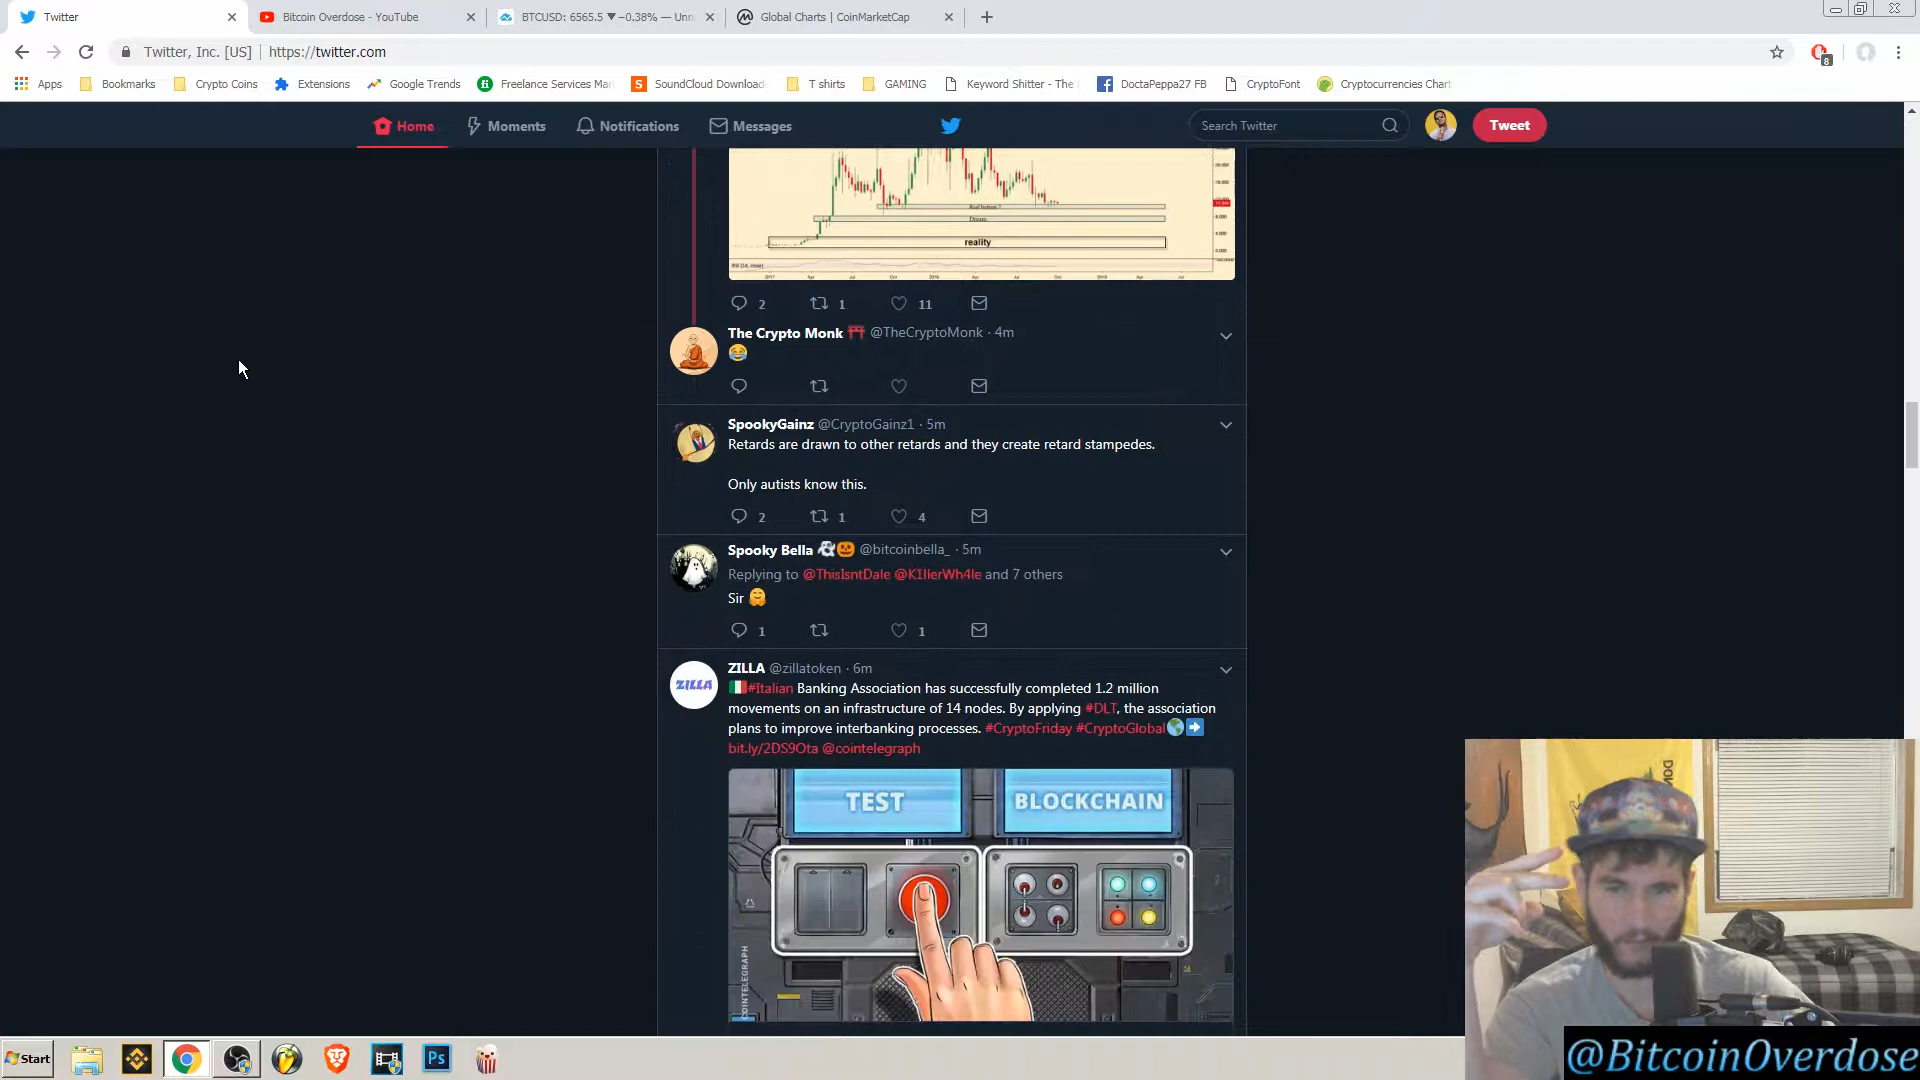 Twitter
Bitcoin Overdose - YouTube
BTCUSD: 6565.5 ▼ −0.38% — Unn
Global Charts | CoinMarketCap
Twitter, Inc. [US] | https://twitter.com
8
Apps
Bookmarks
Crypto Coins
Extensions
Google Trends
Freelance Services Mar
SoundCloud Download
T shirts
GAMING
Keyword Shitter - The
DoctaPeppa27 FB
CryptoFont
Cryptocurrencies Chart
Home
Moments
Notifications
Messages
Search Twitter
Tweet
Real bottom ?
Dream
reality
2 1 11
The Crypto Monk @TheCryptoMonk · 4m
😂
SpookyGainz @CryptoGainz1 · 5m
Retards are drawn to other retards and they create retard stampedes.
Only autists know this.
2 1 4
Spooky Bella 👻🎃 @bitcoinbella_ · 5m
Replying to @ThisIsntDale @K1llerWh4le and 7 others
Sir 🤗
1 1
ZILLA @zillatoken · 6m
ZILLA
🇮🇹#Italian Banking Association has successfully completed 1.2 million
movements on an infrastructure of 14 nodes. By applying #DLT, the association
plans to improve interbanking processes. #CryptoFriday #CryptoGlobal🌎➡
bit.ly/2DS9Ota @cointelegraph
TEST
BLOCKCHAIN
COINTELEGRAPH
Start
Ps
@BitcoinOverdose